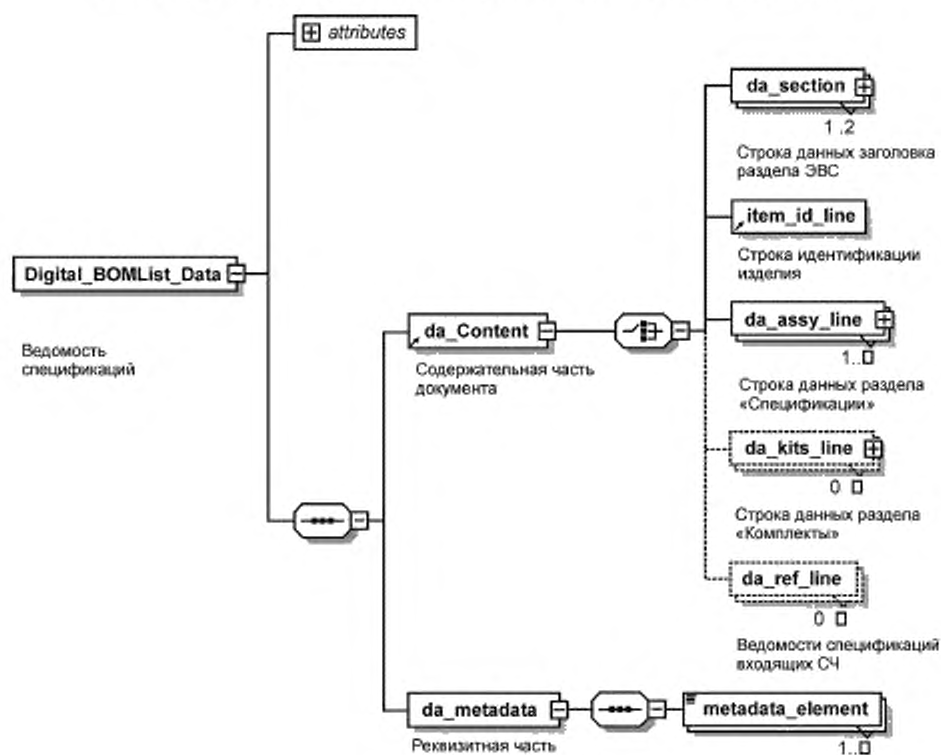 attributes
da_section
1..2
Строка данных заголовка
раздела ЭВС
item_id_line
Строка идентификации
изделия
Digital_BOMList_Data
Ведомость
спецификаций
da_Content
Содержательная часть
документа
da_assy_line
1..□
Строка данных раздела
«Спецификации»
da_kits_line
0 □
Строка данных раздела
«Комплекты»
da_ref_line
0 □
Ведомости спецификаций
входящих СЧ
da_metadata
Реквизитная часть
metadata_element
1..□